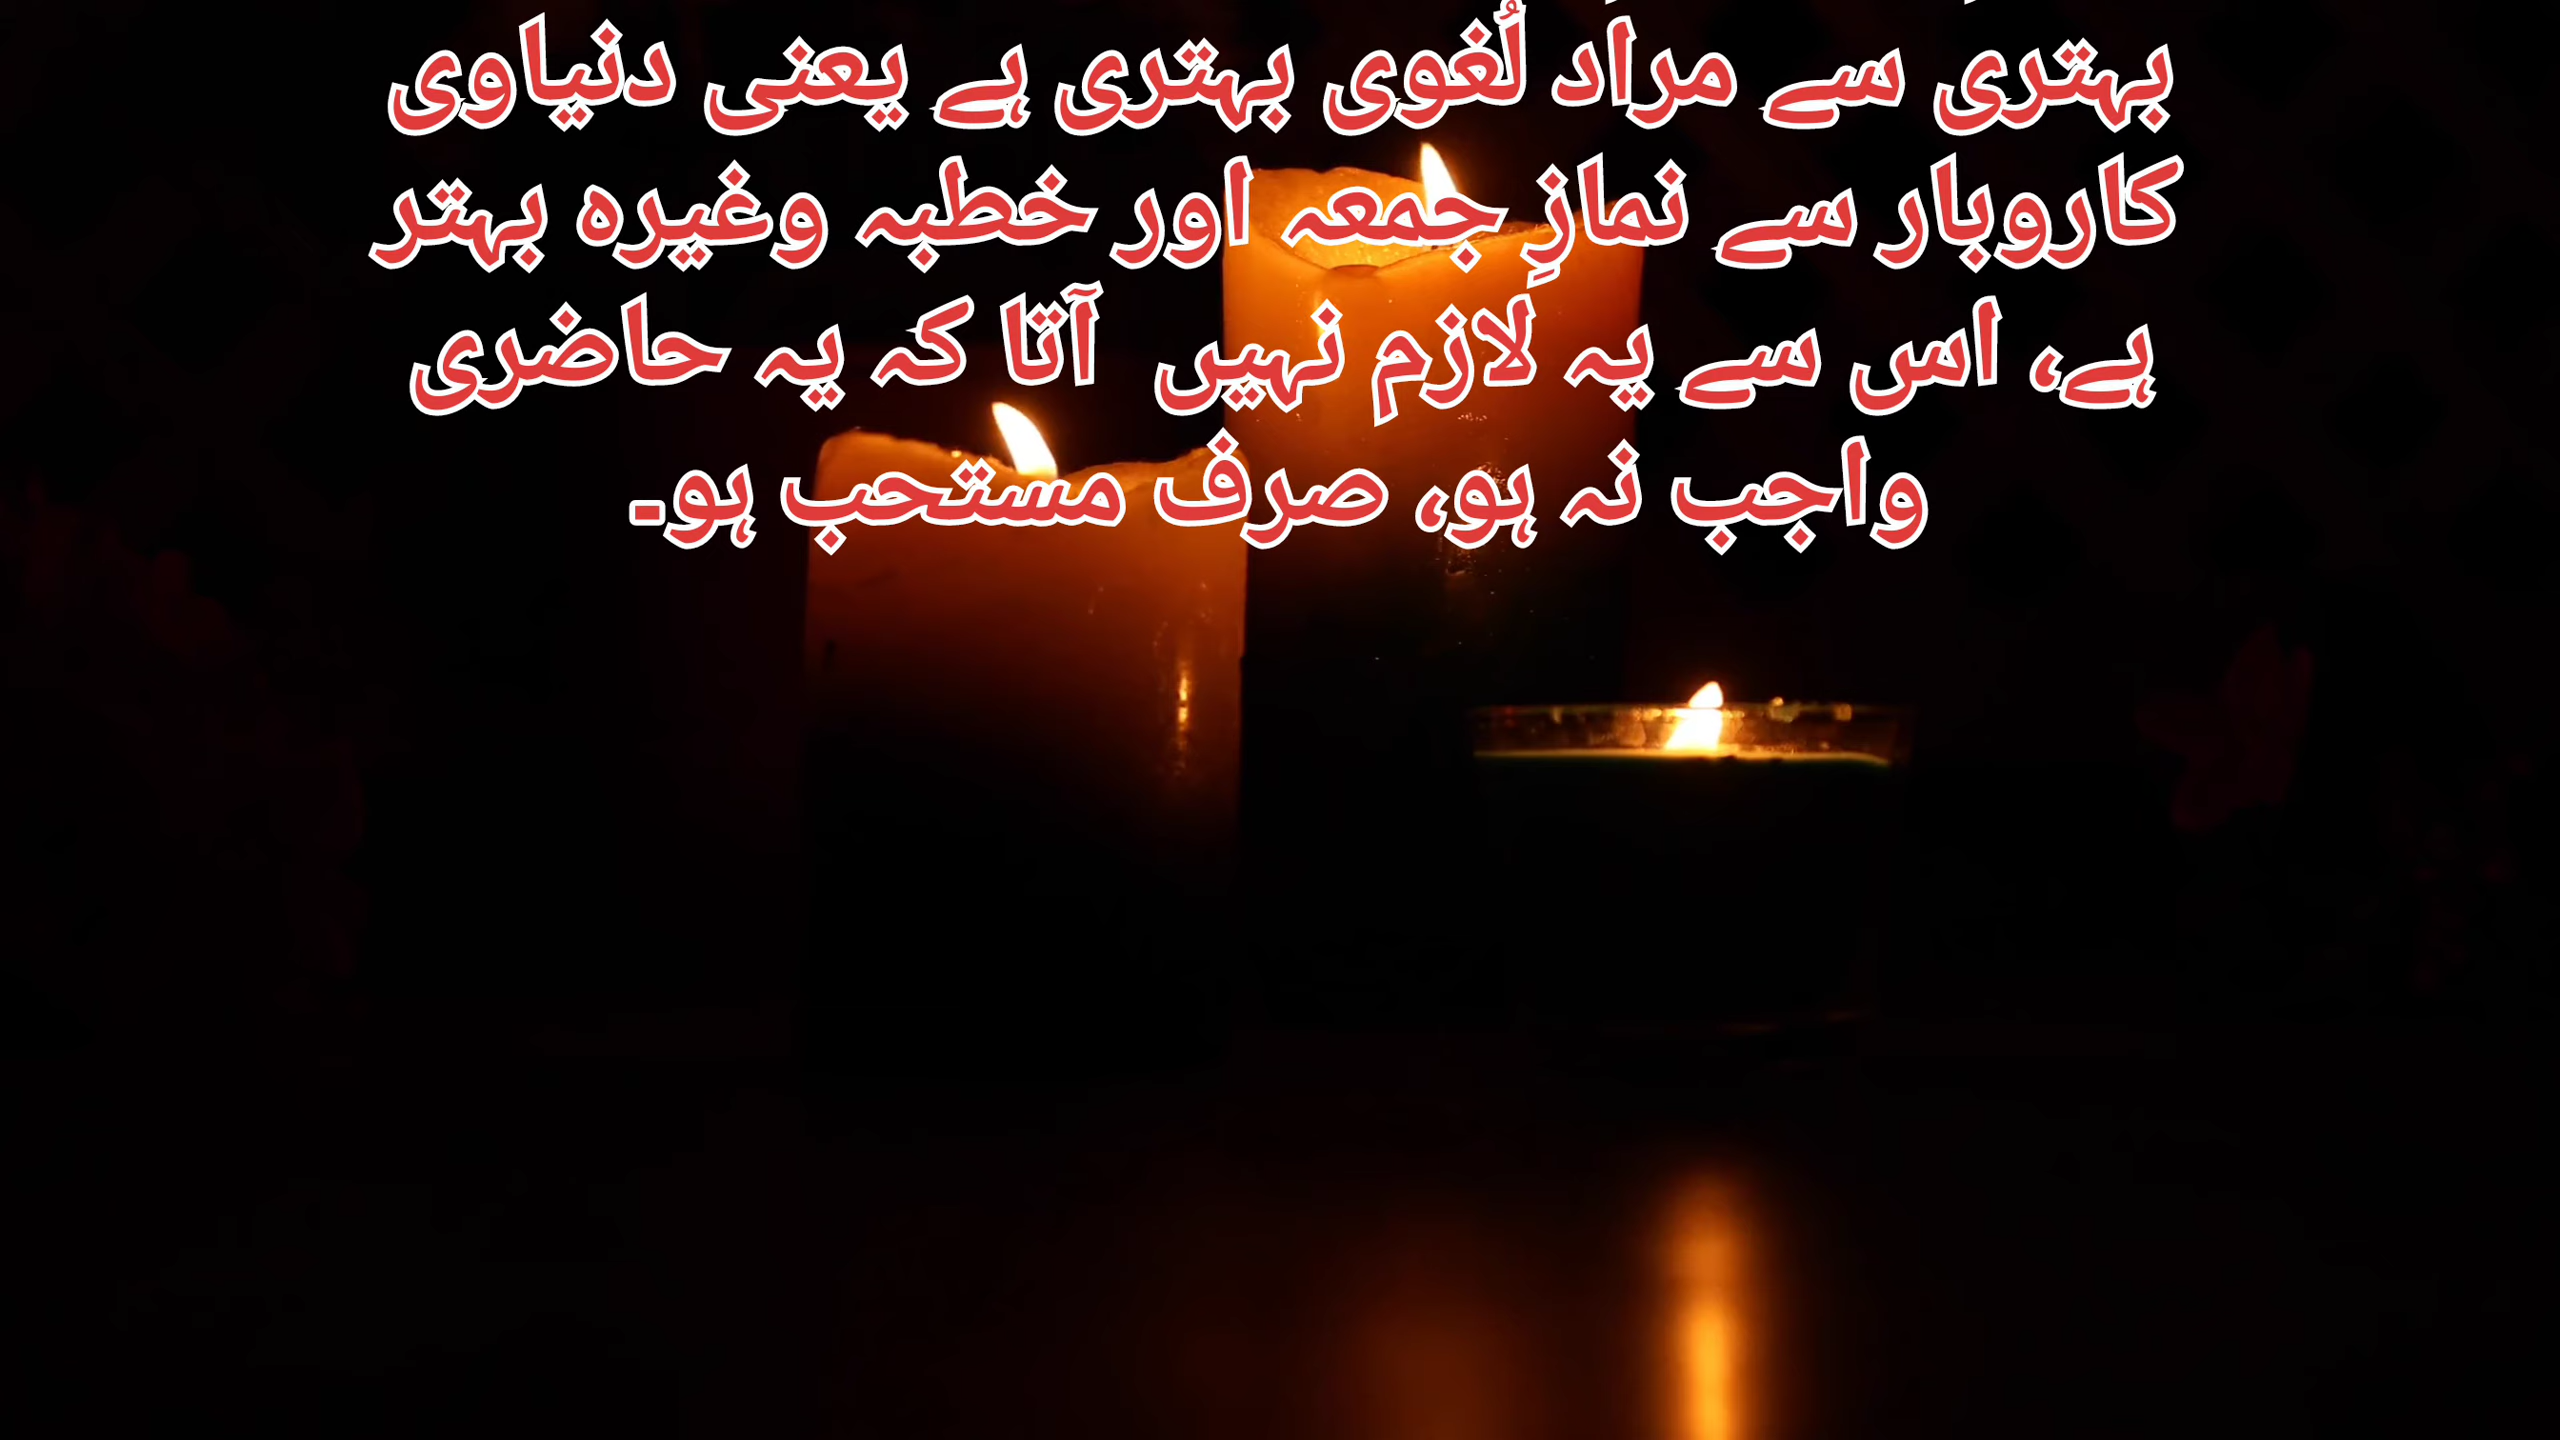 بہتری سے مراد لُغوی بہتری ہے یعنی دنیاوی
کاروبار سے نمازِ جمعہ اور خطبہ وغیرہ بہتر
ہے، اس سے یہ لازم نہیں آتا کہ یہ حاضری
واجب نہ ہو، صرف مستحب ہو۔